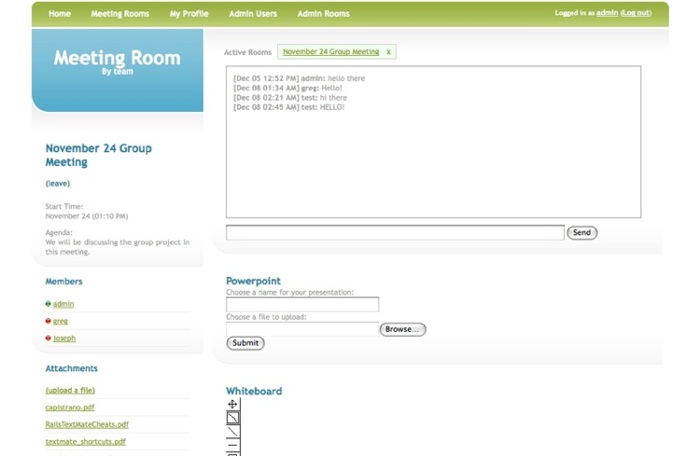 Home Meeting Rooms My Profile Admin Users Admin Rooms
Logged in as admin (Log out)
Meeting Room
By team
November 24 Group
Meeting
(leave)
Start Time:
November 24 (01:10 PM)
Agenda:
We will be discussing the group project in
this meeting.
Members
admin
greg
joseph
Attachments
(upload a file)
capistrano.pdf
RailsTextMateCheats.pdf
textmate_shortcuts.pdf
Active Rooms November 24 Group Meeting x
[Dec 05 12:52 PM] admin: hello there
[Dec 08 01:34 AM] greg: Hello!
[Dec 08 02:21 AM] test: hi there
[Dec 08 02:45 AM] test: HELLO!
Send
Powerpoint
Choose a name for your presentation:
Choose a file to upload:
Browse...
Submit
Whiteboard